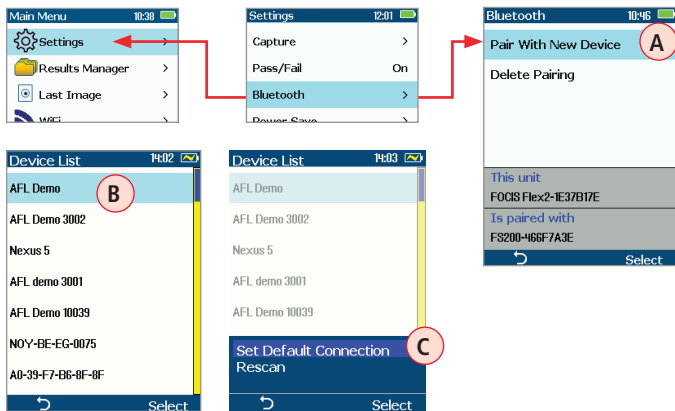 Main Menu 10:38
Settings >
Results Manager >
Last Image >
WiFi >
Settings 12:01
Capture >
Pass/Fail On
Bluetooth >
Power Save >
Bluetooth 10:46
Pair With New Device
A
Delete Pairing
This unit
FOCIS Flex2-1E37B17E
Is paired with
FS200-466F7A3E
Select
Device List 14:02
AFL Demo
B
AFL Demo 3002
Nexus 5
AFL demo 3001
AFL Demo 10039
NOY-BE-EG-0075
A0-39-F7-B6-8F-8F
Select
Device List 14:03
AFL Demo
AFL Demo 3002
Nexus 5
AFL demo 3001
AFL Demo 10039
Set Default Connection
C
Rescan
Select